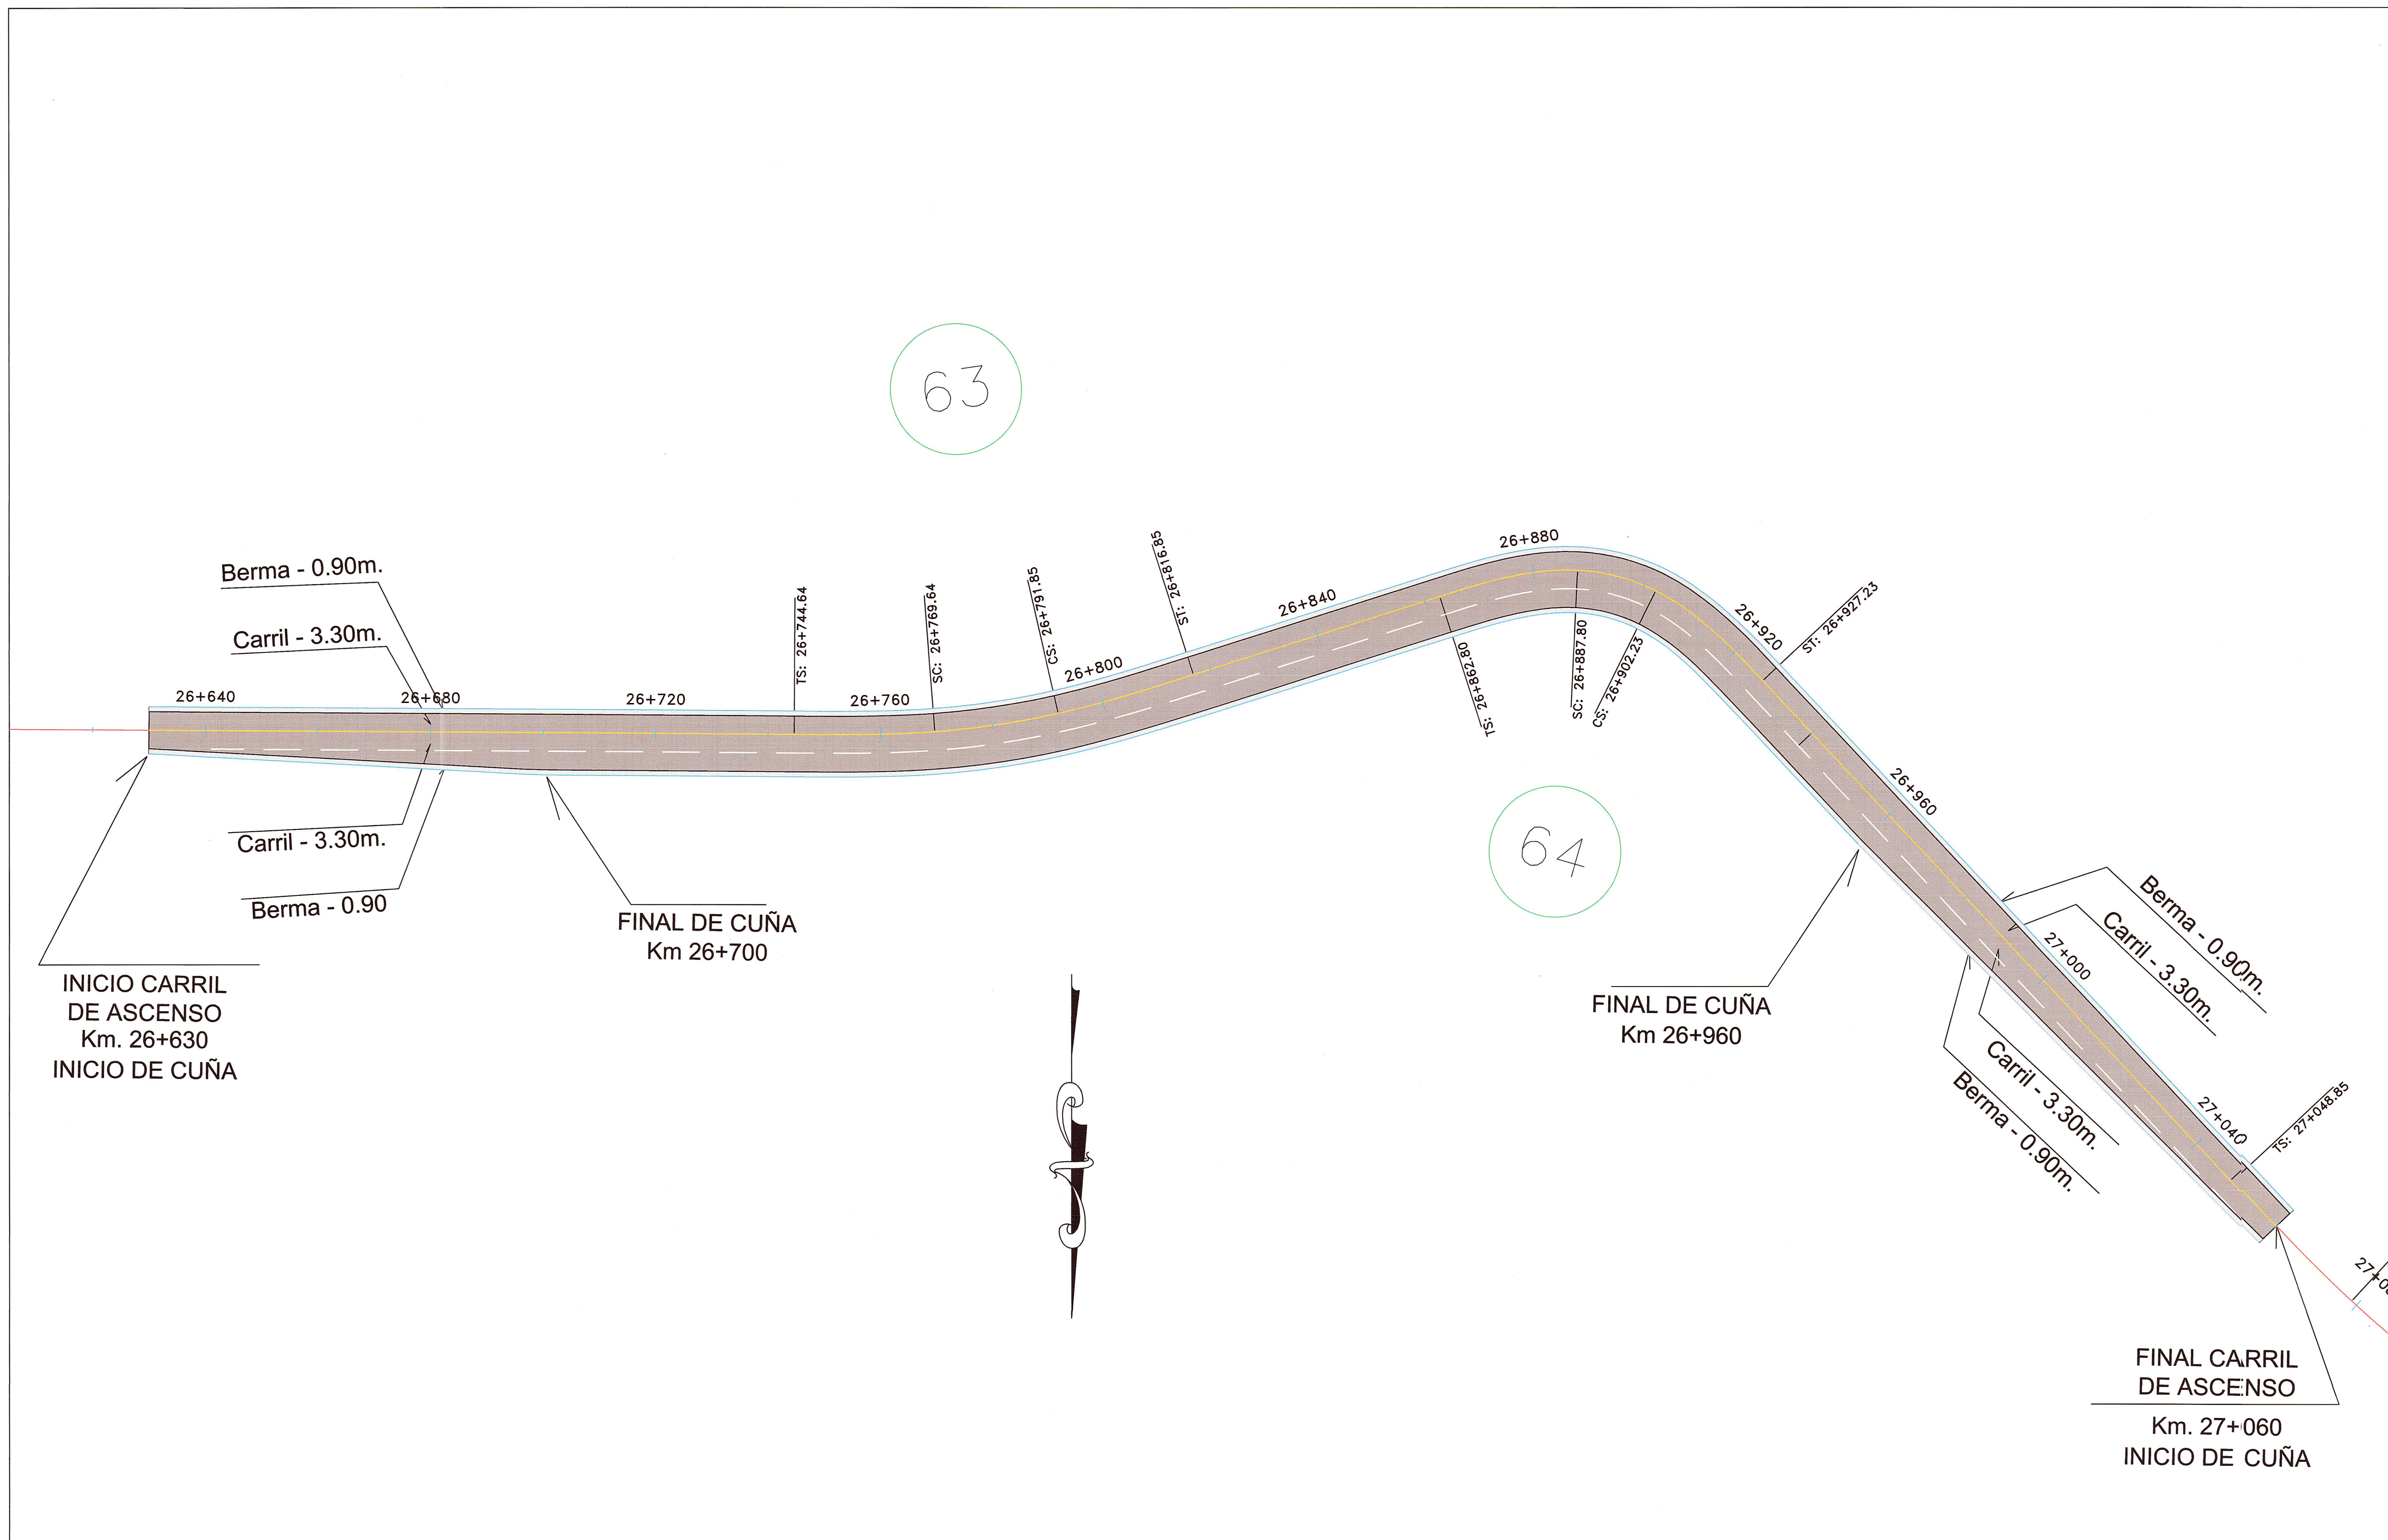 63
26+880
ST: 26+816.85
CS: 26+791.85
Berma - 0.90m.
ST: 26+927.23
TS: 26+744.64
SC: 26+769.64
26+840
26+920
Carril - 3.30m.
26+800
26+640
26+680
26+720
26+760
TS: 26+862.80
SC: 26+887.80
CS: 26+902.23
26+960
64
Carril - 3.30m.
Berma - 0.90
FINAL DE CUÑA
Km 26+700
Berma - 0.90m.
Carril - 3.30m.
27+000
INICIO CARRIL
DE ASCENSO
Km. 26+630
INICIO DE CUÑA
FINAL DE CUÑA
Km 26+960
Carril - 3.30m.
Berma - 0.90m.
27+040
TS: 27+048.85
FINAL CARRIL
DE ASCENSO
Km. 27+060
INICIO DE CUÑA